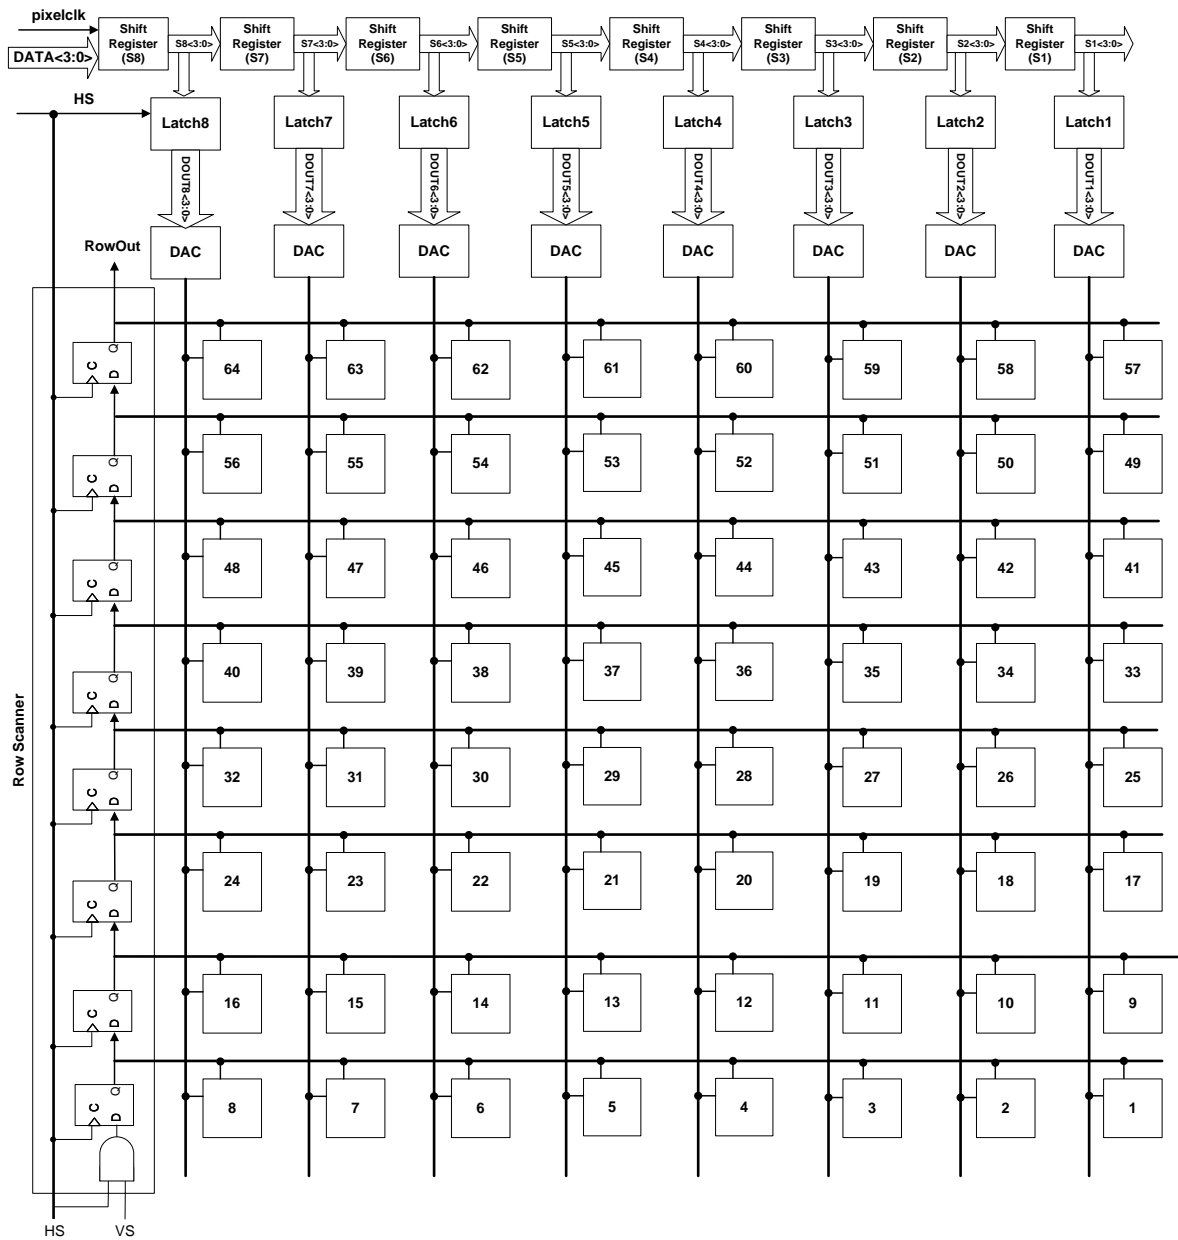 pixelclk
DATA<3:0>
Shift Register (S8)
S8<3:0>
Shift Register (S7)
S7<3:0>
Shift Register (S6)
S6<3:0>
Shift Register (S5)
S5<3:0>
Shift Register (S4)
S4<3:0>
Shift Register (S3)
S3<3:0>
Shift Register (S2)
S2<3:0>
Shift Register (S1)
S1<3:0>
HS
Latch8
Latch7
Latch6
Latch5
Latch4
Latch3
Latch2
Latch1
DOUT8<3:0>
DOUT7<3:0>
DOUT6<3:0>
DOUT5<3:0>
DOUT4<3:0>
DOUT3<3:0>
DOUT2<3:0>
DOUT1<3:0>
RowOut
DAC DAC DAC DAC DAC DAC DAC DAC
Row Scanner
C Q D
64 63 62 61 60 59 58 57
C Q D
56 55 54 53 52 51 50 49
C Q D
48 47 46 45 44 43 42 41
C Q D
40 39 38 37 36 35 34 33
C Q D
32 31 30 29 28 27 26 25
C Q D
24 23 22 21 20 19 18 17
C Q D
16 15 14 13 12 11 10 9
C Q D
8 7 6 5 4 3 2 1
HS VS